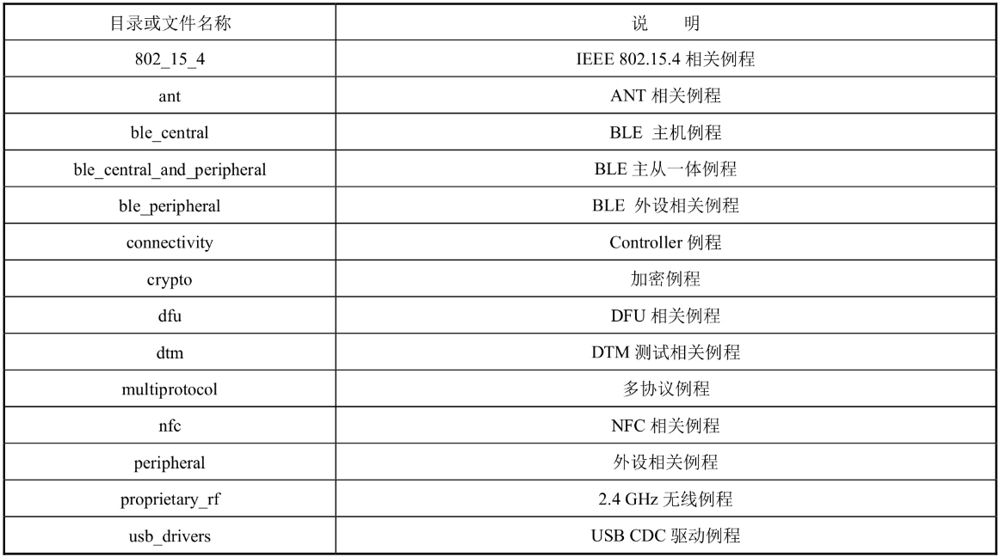 目录或文件名称 说 明
802_15_4 IEEE 802.15.4 相关例程
ant ANT 相关例程
ble_central BLE 主机例程
ble_central_and_peripheral BLE 主从一体例程
ble_peripheral BLE 外设相关例程
connectivity Controller 例程
crypto 加密例程
dfu DFU 相关例程
dtm DTM 测试相关例程
multiprotocol 多协议例程
nfc NFC 相关例程
peripheral 外设相关例程
proprietary_rf 2.4 GHz 无线例程
usb_drivers USB CDC 驱动例程